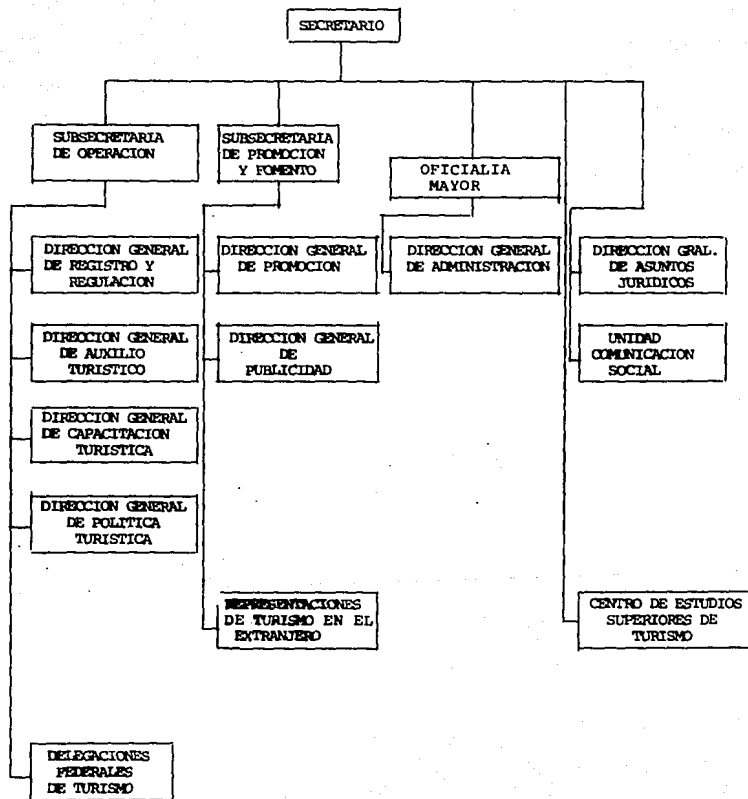 SECRETARIO
SUBSECRETARIA
DE OPERACION
SUBSECRETARIA
DE PROMOCION
Y FOMENTO
OFICIALIA
MAYOR
DIRECCION GENERAL
DE REGISTRO Y
REGULACION
DIRECCION GENERAL
DE PROMOCION
DIRECCION GENERAL
DE ADMINISTRACION
DIRECCION GRAL.
DE ASUNTOS
JURIDICOS
DIRECCION GENERAL
DE AUXILIO
TURISTICO
DIRECCION GENERAL
DE
PUBLICIDAD
UNIDAD
COMUNICACION
SOCIAL
DIRECCION GENERAL
DE CAPACITACION
TURISTICA
DIRECCION GENERAL
DE POLITICA
TURISTICA
REPRESENTACIONES
DE TURISMO EN EL
EXTRANJERO
CENTRO DE ESTUDIOS
SUPERIORES DE
TURISMO
DELEGACIONES
FEDERALES
DE TURISMO